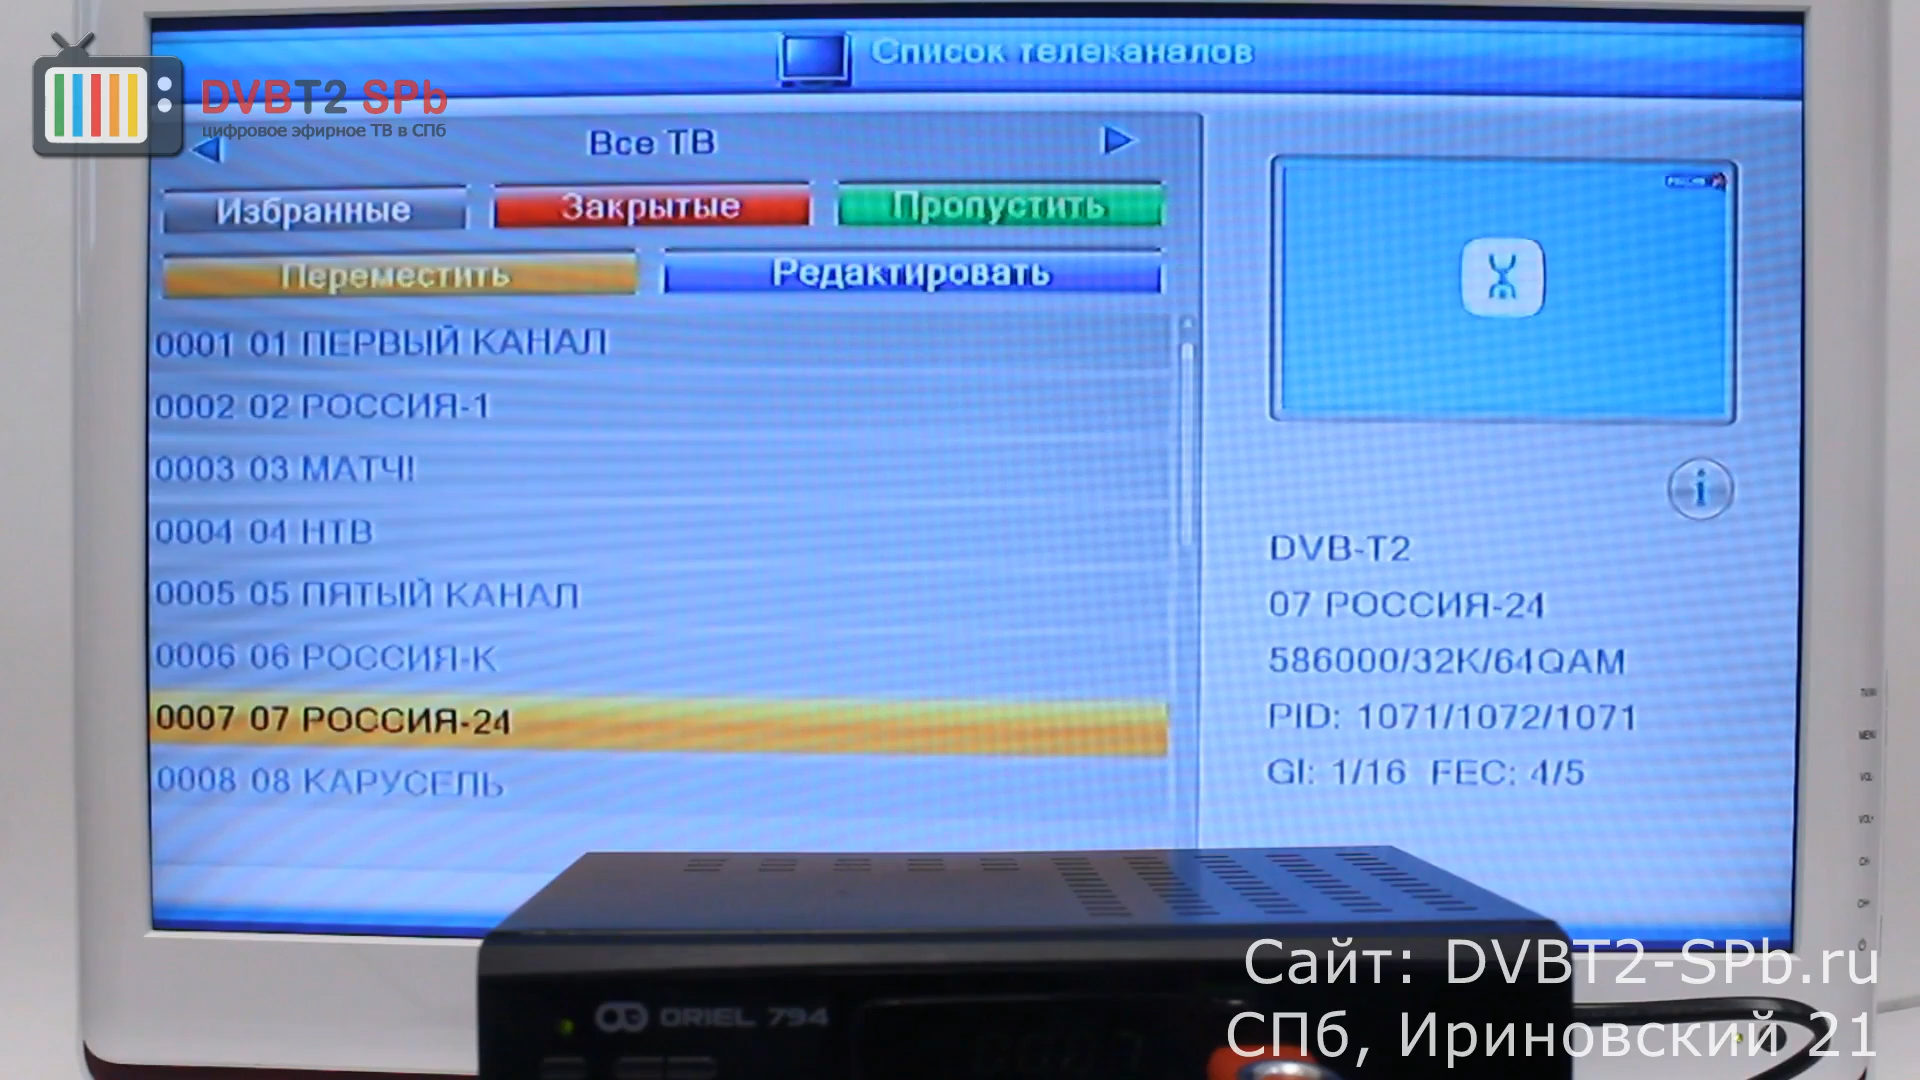 Список телеканалов
DVBT2 SPb
цифровое эфирное ТВ в СПб
Все ТВ
Избранные
Закрытые
Пропустить
Переместить
Редактировать
0001 01 ПЕРВЫЙ КАНАЛ
0002 02 РОССИЯ-1
0003 03 МАТЧ!
0004 04 НТВ
0005 05 ПЯТЫЙ КАНАЛ
0006 06 РОССИЯ-К
0007 07 РОССИЯ-24
0008 08 КАРУСЕЛЬ
DVB-T2
07 РОССИЯ-24
586000/32K/64QAM
PID: 1071/1072/1071
GI: 1/16 FEC: 4/5
ORIEL 794
Сайт: DVBT2-SPb.ru
СПб, Ириновский 21